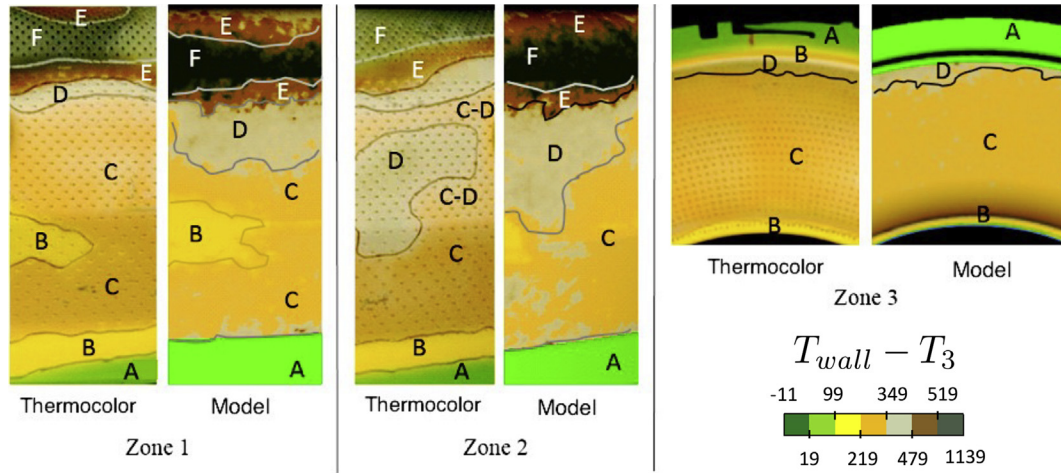 E
F
E
D
C
B
C
B
A
Thermocolor
E
F
E
D
C
B
C
A
Model
Zone 1
F
E
C-D
D
C-D
C
B
A
Thermocolor
F
E
D
C
A
Model
Zone 2
A
B
D
C
B
Thermocolor
A
D
C
B
Model
Zone 3
T_wall − T_3
-11 99 349 519
19 219 479 1139